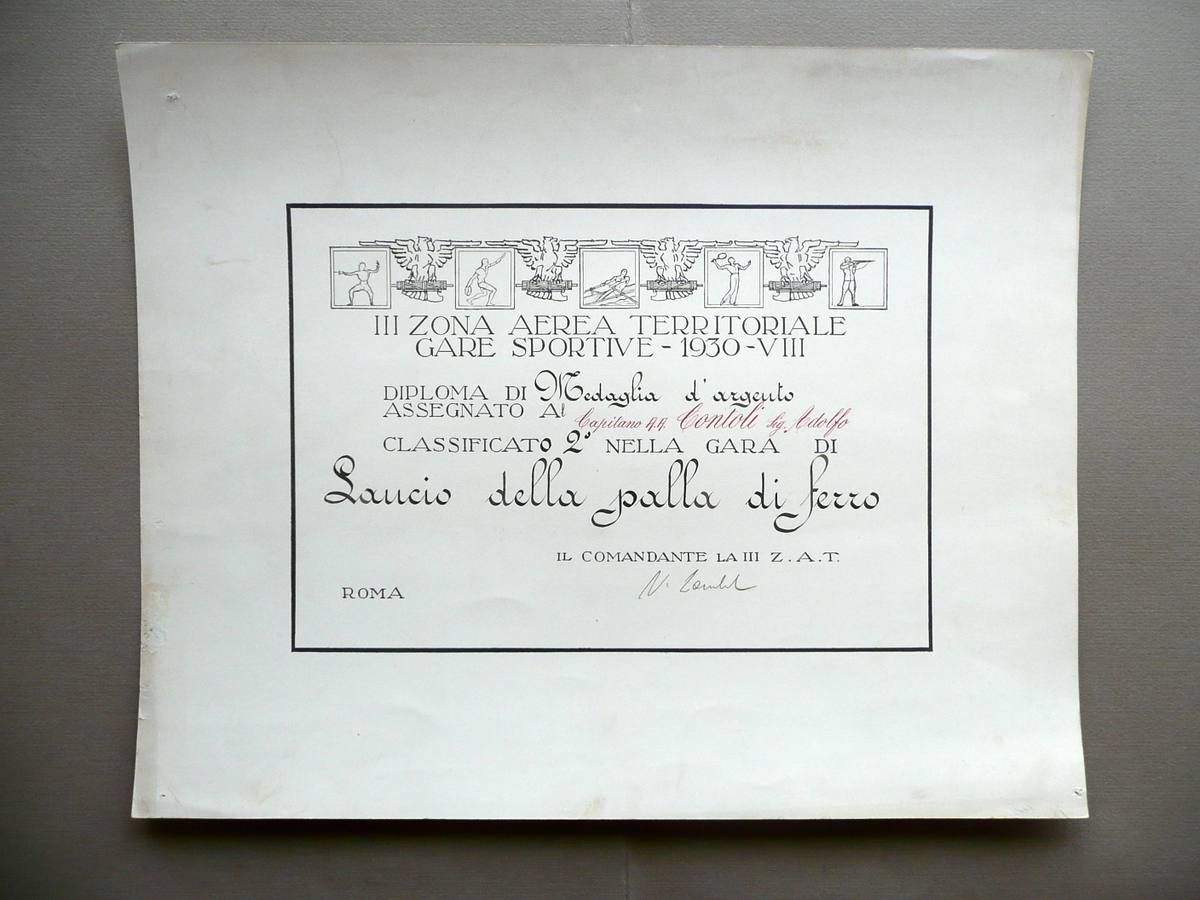 III ZONA AEREA TERRITORIALE
GARE SPORTIVE - 1930 - VIII
DIPLOMA DI Medaglia d'argento
ASSEGNATO Al Capitano Contoli Sig. Adolfo
CLASSIFICATO 2° NELLA GARA DI
Lancio della palla di ferro
IL COMANDANTE LA III Z.A.T.
ROMA